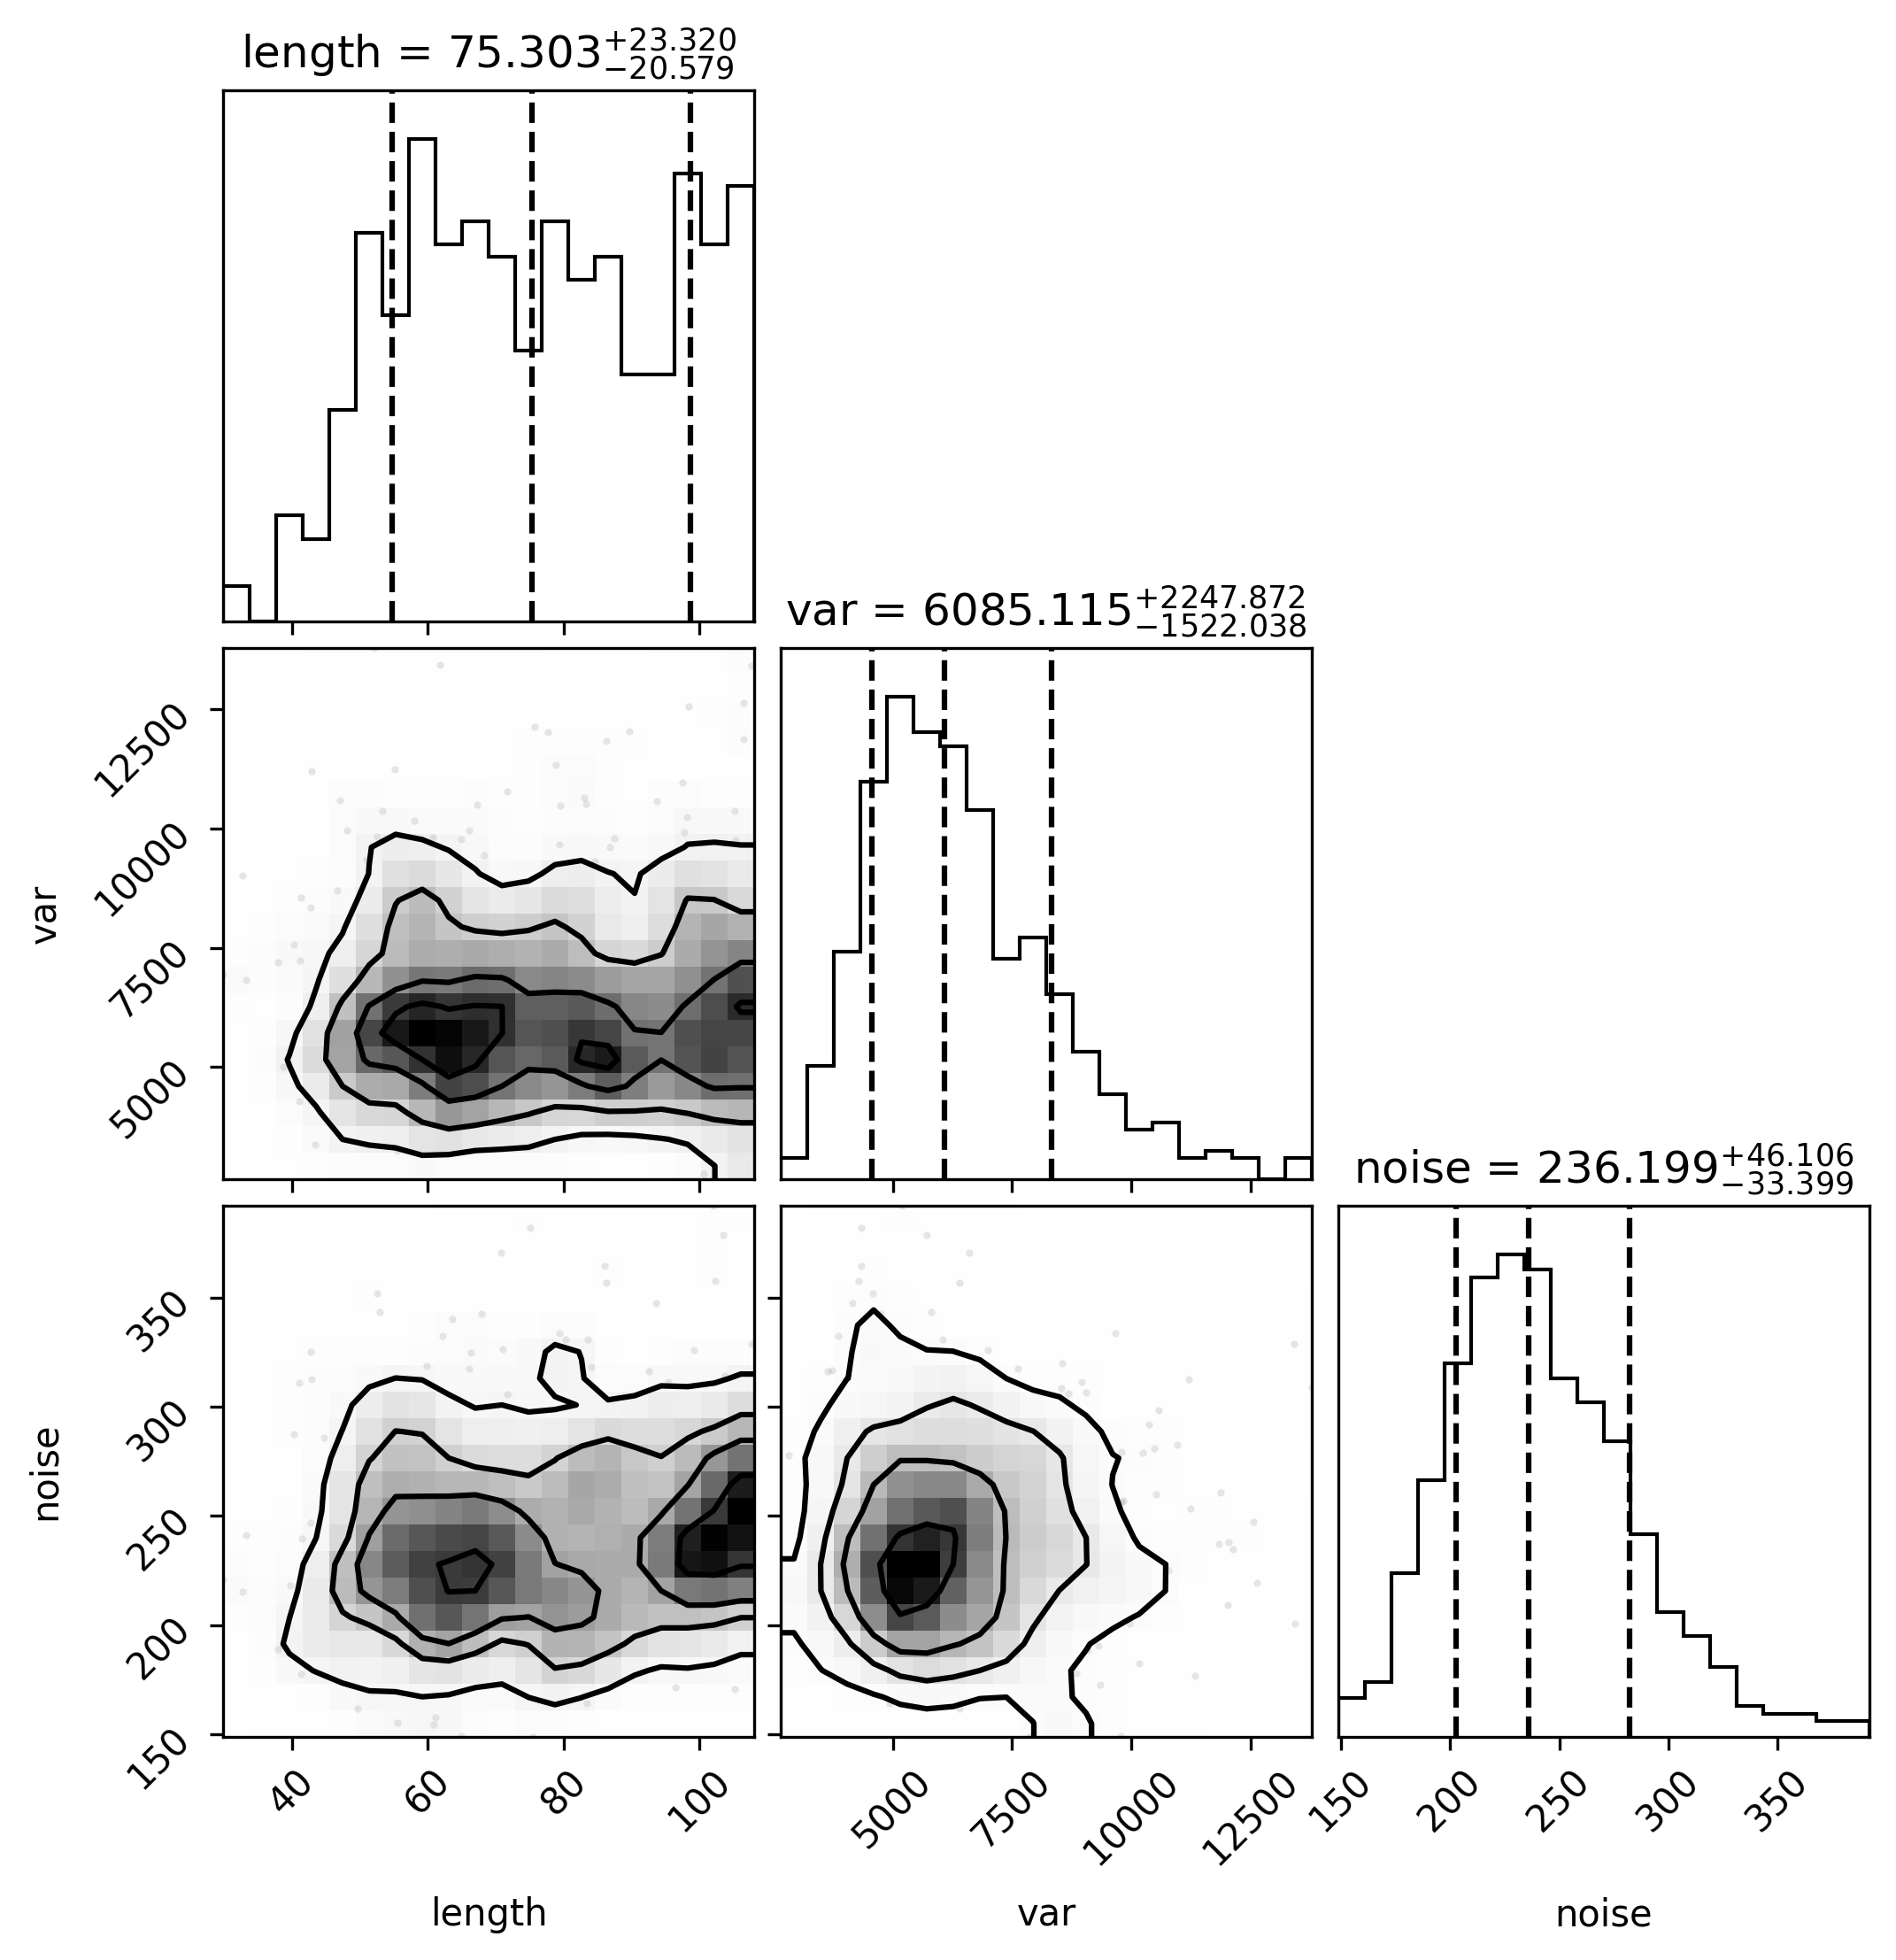 length = 75.303+23.320−20.579
var = 6085.115+2247.872−1522.038
12500
10000
7500
5000
var
noise = 236.199+46.106−33.399
350
300
250
200
150
noise
40 60 80 100 5000 7500 10000 12500 150 200 250 300 350
length var noise